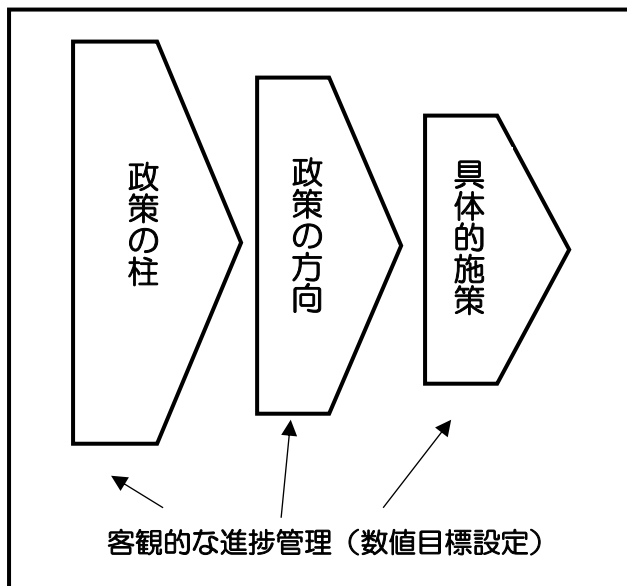 政策の柱
政策の方向
具体的施策
客観的な進捗管理（数値目標設定）